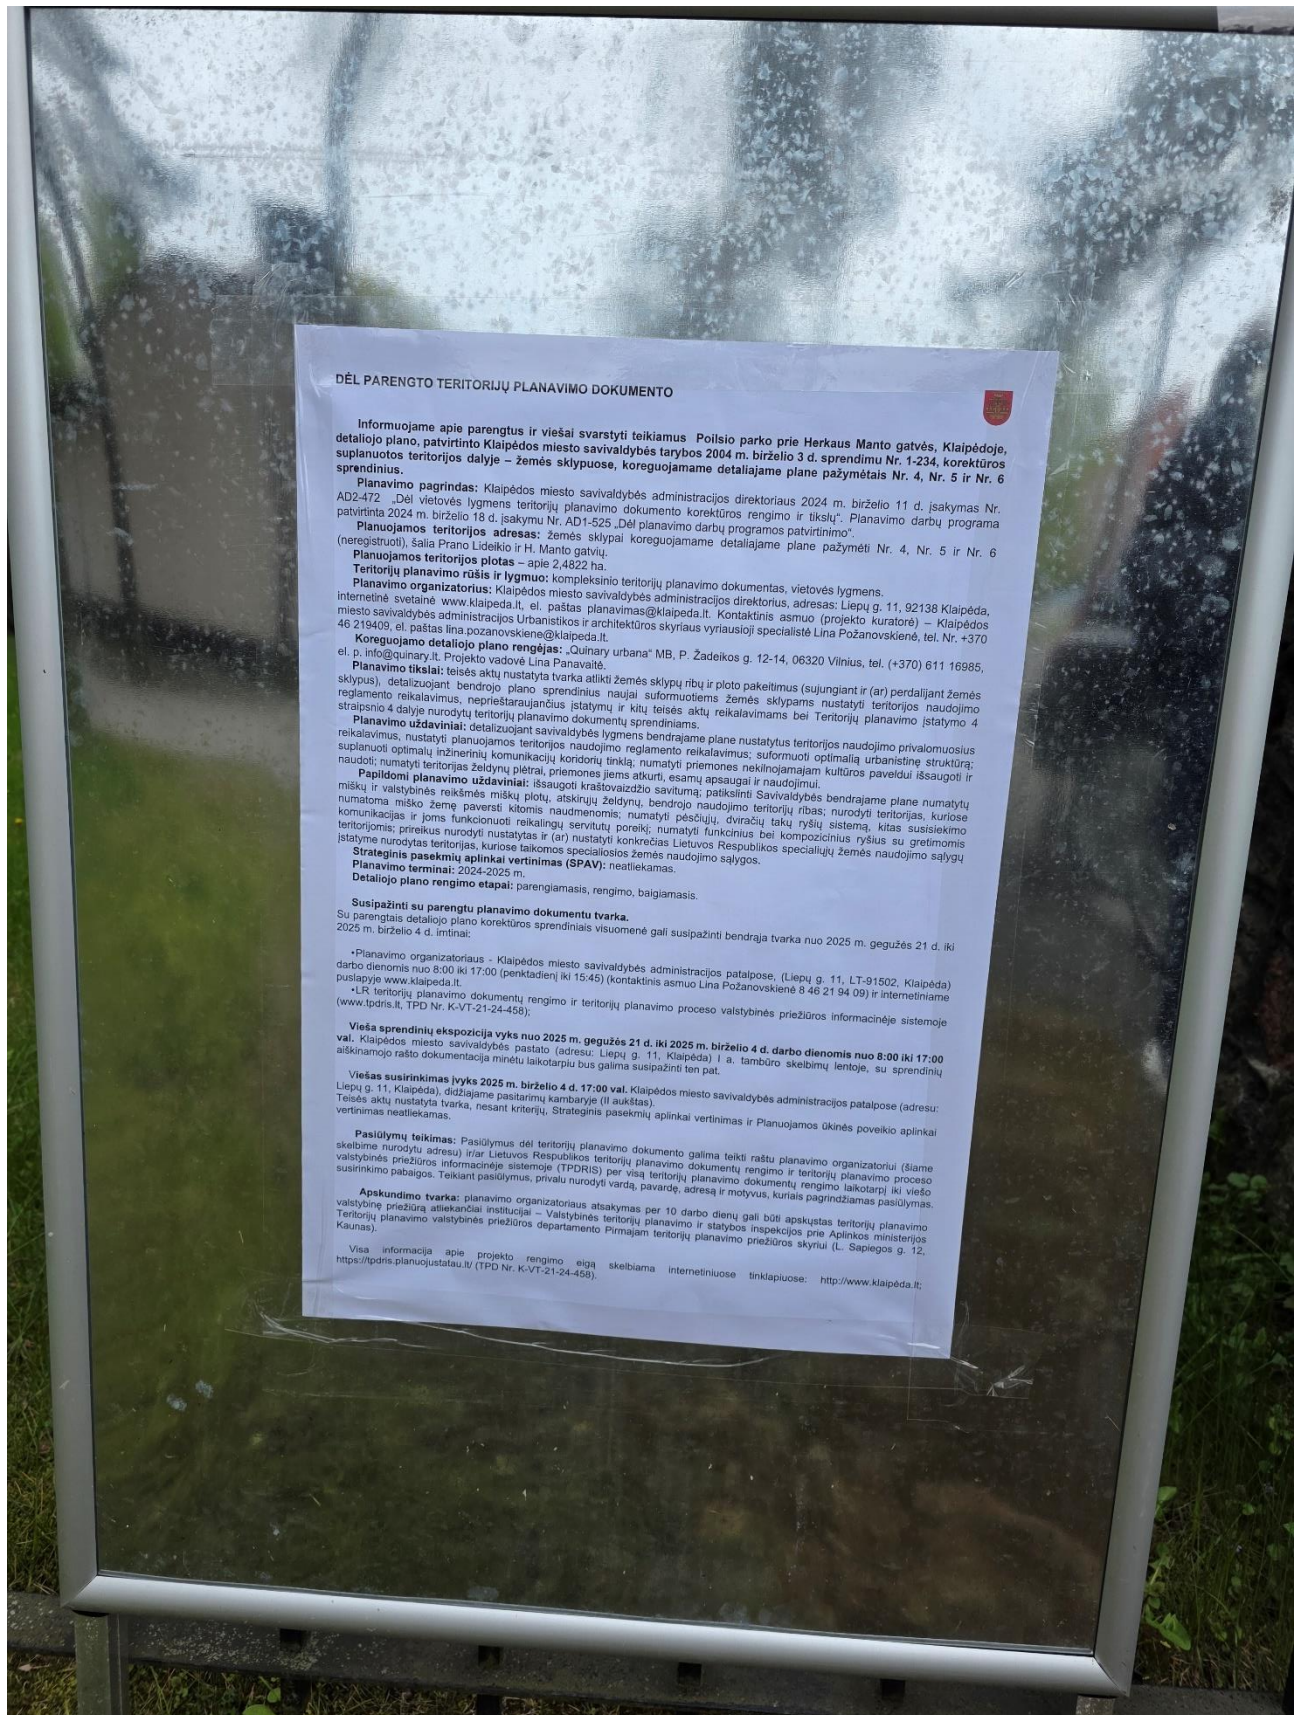 DĖL PARENGTO TERITORIJŲ PLANAVIMO DOKUMENTO
Informuojame apie parengtus ir viešai svarstyti teikiamus Poilsio parko prie Herkaus Manto gatvės, Klaipėdoje,
detaliojo plano, patvirtinto Klaipėdos miesto savivaldybės tarybos 2004 m. birželio 3 d. sprendimu Nr. 1-234, korektūros
suplanuotos teritorijos dalyje – žemės sklypuose, koreguojamame detaliajame plane pažymėtais Nr. 4, Nr. 5 ir Nr. 6
sprendinius.
Planavimo pagrindas: Klaipėdos miesto savivaldybės administracijos direktoriaus 2024 m. birželio 11 d. įsakymas Nr.
AD2-472 „Dėl vietovės lygmens teritorijų planavimo dokumento korektūros rengimo ir tikslų“. Planavimo darbų programa
patvirtinta 2024 m. birželio 18 d. įsakymu Nr. AD1-525 „Dėl planavimo darbų programos patvirtinimo“.
Planuojamos teritorijos adresas: žemės sklypai koreguojamame detaliajame plane pažymėti Nr. 4, Nr. 5 ir Nr. 6
(neregistruoti), šalia Prano Lideikio ir H. Manto gatvių.
Planuojamos teritorijos plotas – apie 2,4822 ha.
Teritorijų planavimo rūšis ir lygmuo: kompleksinio teritorijų planavimo dokumentas, vietovės lygmens.
Planavimo organizatorius: Klaipėdos miesto savivaldybės administracijos direktorius, adresas: Liepų g. 11, 92138 Klaipėda,
internetinė svetainė www.klaipeda.lt, el. paštas planavimas@klaipeda.lt. Kontaktinis asmuo (projekto kuratorė) – Klaipėdos
miesto savivaldybės administracijos Urbanistikos ir architektūros skyriaus vyriausioji specialistė Lina Požanovskienė, tel. Nr. +370
46 219409, el. paštas lina.pozanovskiene@klaipeda.lt.
Koreguojamo detaliojo plano rengėjas: „Quinary urbana“ MB, P. Žadeikos g. 12-14, 06320 Vilnius, tel. (+370) 611 16985,
el. p. info@quinary.lt. Projekto vadovė Lina Panavaitė.
Planavimo tikslai: teisės aktų nustatyta tvarka atlikti žemės sklypų ribų ir ploto pakeitimus (sujungiant ir (ar) perdalijant žemės
sklypus), detalizuojant bendrojo plano sprendinius naujai suformuotiems žemės sklypams nustatyti teritorijos naudojimo
reglamento reikalavimus, neprieštaraujančius įstatymų ir kitų teisės aktų reikalavimams bei Teritorijų planavimo įstatymo 4
straipsnio 4 dalyje nurodytų teritorijų planavimo dokumentų sprendiniams.
Planavimo uždaviniai: detalizuojant savivaldybės lygmens bendrajame plane nustatytus teritorijos naudojimo privalomuosius
reikalavimus, nustatyti planuojamos teritorijos naudojimo reglamento reikalavimus; suformuoti optimalią urbanistinę struktūrą;
suplanuoti optimalų inžinerinių komunikacijų koridorių tinklą; numatyti priemones nekilnojamajam kultūros paveldui išsaugoti ir
naudoti; numatyti teritorijas želdynų plėtrai, priemones jiems atkurti, esamų apsaugai ir naudojimui.
Papildomi planavimo uždaviniai: išsaugoti kraštovaizdžio savitumą; patikslinti Savivaldybės bendrajame plane numatytų
miškų ir valstybinės reikšmės miškų plotų, atskirųjų želdynų, bendrojo naudojimo teritorijų ribas; nurodyti teritorijas, kuriose
numatoma miško žemę paversti kitomis naudmenomis; numatyti pėsčiųjų, dviračių takų ryšių sistemą, kitas susisiekimo
komunikacijas ir joms funkcionuoti reikalingų servitutų poreikį; numatyti funkcinius bei kompozicinius ryšius su gretimomis
teritorijomis; prireikus nurodyti nustatytas ir (ar) nustatyti konkrečias Lietuvos Respublikos specialiųjų žemės naudojimo sąlygų
įstatyme nurodytas teritorijas, kuriose taikomos specialiosios žemės naudojimo sąlygos.
Strateginis pasekmių aplinkai vertinimas (SPAV): neatliekamas.
Planavimo terminai: 2024-2025 m.
Detaliojo plano rengimo etapai: parengiamasis, rengimo, baigiamasis.
Susipažinti su parengtu planavimo dokumentu tvarka.
Su parengtais detaliojo plano korektūros sprendiniais visuomenė gali susipažinti bendrąja tvarka nuo 2025 m. gegužės 21 d. iki
2025 m. birželio 4 d. imtinai:
•Planavimo organizatoriaus - Klaipėdos miesto savivaldybės administracijos patalpose, (Liepų g. 11, LT-91502, Klaipėda)
darbo dienomis nuo 8:00 iki 17:00 (penktadienį iki 15:45) (kontaktinis asmuo Lina Požanovskienė 8 46 21 94 09) ir internetiniame
puslapyje www.klaipeda.lt.
•LR teritorijų planavimo dokumentų rengimo ir teritorijų planavimo proceso valstybinės priežiūros informacinėje sistemoje
(www.tpdris.lt, TPD Nr. K-VT-21-24-458);
Vieša sprendinių ekspozicija vyks nuo 2025 m. gegužės 21 d. iki 2025 m. birželio 4 d. darbo dienomis nuo 8:00 iki 17:00
val. Klaipėdos miesto savivaldybės pastato (adresu: Liepų g. 11, Klaipėda) I a. tambūro skelbimų lentoje, su sprendinių
aiškinamojo rašto dokumentacija minėtu laikotarpiu bus galima susipažinti ten pat.
Viešas susirinkimas įvyks 2025 m. birželio 4 d. 17:00 val. Klaipėdos miesto savivaldybės administracijos patalpose (adresu:
Liepų g. 11, Klaipėda), didžiajame pasitarimų kambaryje (II aukštas).
Teisės aktų nustatyta tvarka, nesant kriterijų, Strateginis pasekmių aplinkai vertinimas ir Planuojamos ūkinės poveikio aplinkai
vertinimas neatliekamas.
Pasiūlymų teikimas: Pasiūlymus dėl teritorijų planavimo dokumento galima teikti raštu planavimo organizatoriui (šiame
skelbime nurodytu adresu) ir/ar Lietuvos Respublikos teritorijų planavimo dokumentų rengimo ir teritorijų planavimo proceso
valstybinės priežiūros informacinėje sistemoje (TPDRIS) per visą teritorijų planavimo dokumentų rengimo laikotarpį iki viešo
susirinkimo pabaigos. Teikiant pasiūlymus, privalu nurodyti vardą, pavardę, adresą ir motyvus, kuriais pagrindžiamas pasiūlymas.
Apskundimo tvarka: planavimo organizatoriaus atsakymas per 10 darbo dienų gali būti apskųstas teritorijų planavimo
valstybinę priežiūrą atliekančiai institucijai – Valstybinės teritorijų planavimo ir statybos inspekcijos prie Aplinkos ministerijos
Teritorijų planavimo valstybinės priežiūros departamento Pirmajam teritorijų planavimo priežiūros skyriui (L. Sapiegos g. 12,
Kaunas).
Visa informacija apie projekto rengimo eigą skelbiama internetiniuose tinklapiuose: http://www.klaipėda.lt;
https://tpdris.planuojustatau.lt/ (TPD Nr. K-VT-21-24-458).